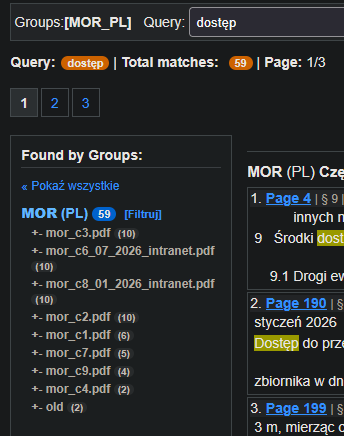 Groups:[MOR_PL] Query: dostęp
Query: dostęp | Total matches: 59 | Page: 1/3
1 2 3
Found by Groups:
« Pokaż wszystkie
MOR (PL) 59 [Filtruj]
+- mor_c3.pdf (10)
+- mor_c6_07_2026_intranet.pdf
(10)
+- mor_c8_01_2026_intranet.pdf
(10)
+- mor_c2.pdf (10)
+- mor_c1.pdf (6)
+- mor_c7.pdf (5)
+- mor_c9.pdf (4)
+- mor_c4.pdf (2)
+- old (2)
MOR (PL) Czę
1. Page 4 | § 9 |
innych n
9 Środki dost
9.1 Drogi ew
2. Page 190 | §
styczeń 2026
Dostęp do prze
zbiornika w dn
3. Page 199 | §
3 m, mierząc o